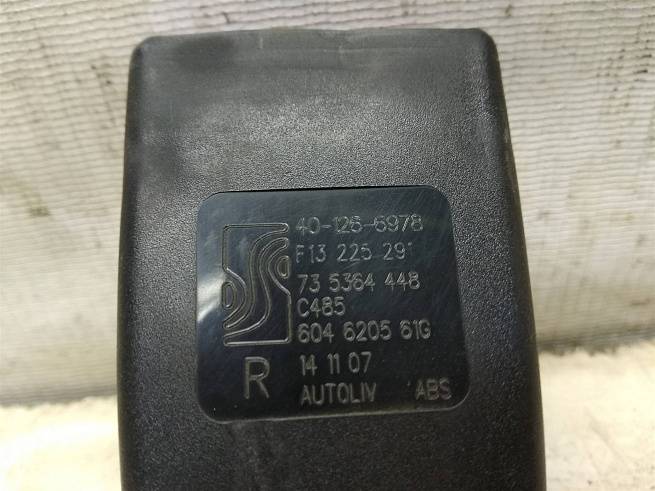 40-126-6978
F13 225 291
73 5364 448
C485
604 6205 61G
R 14 11 07
AUTOLIV ABS